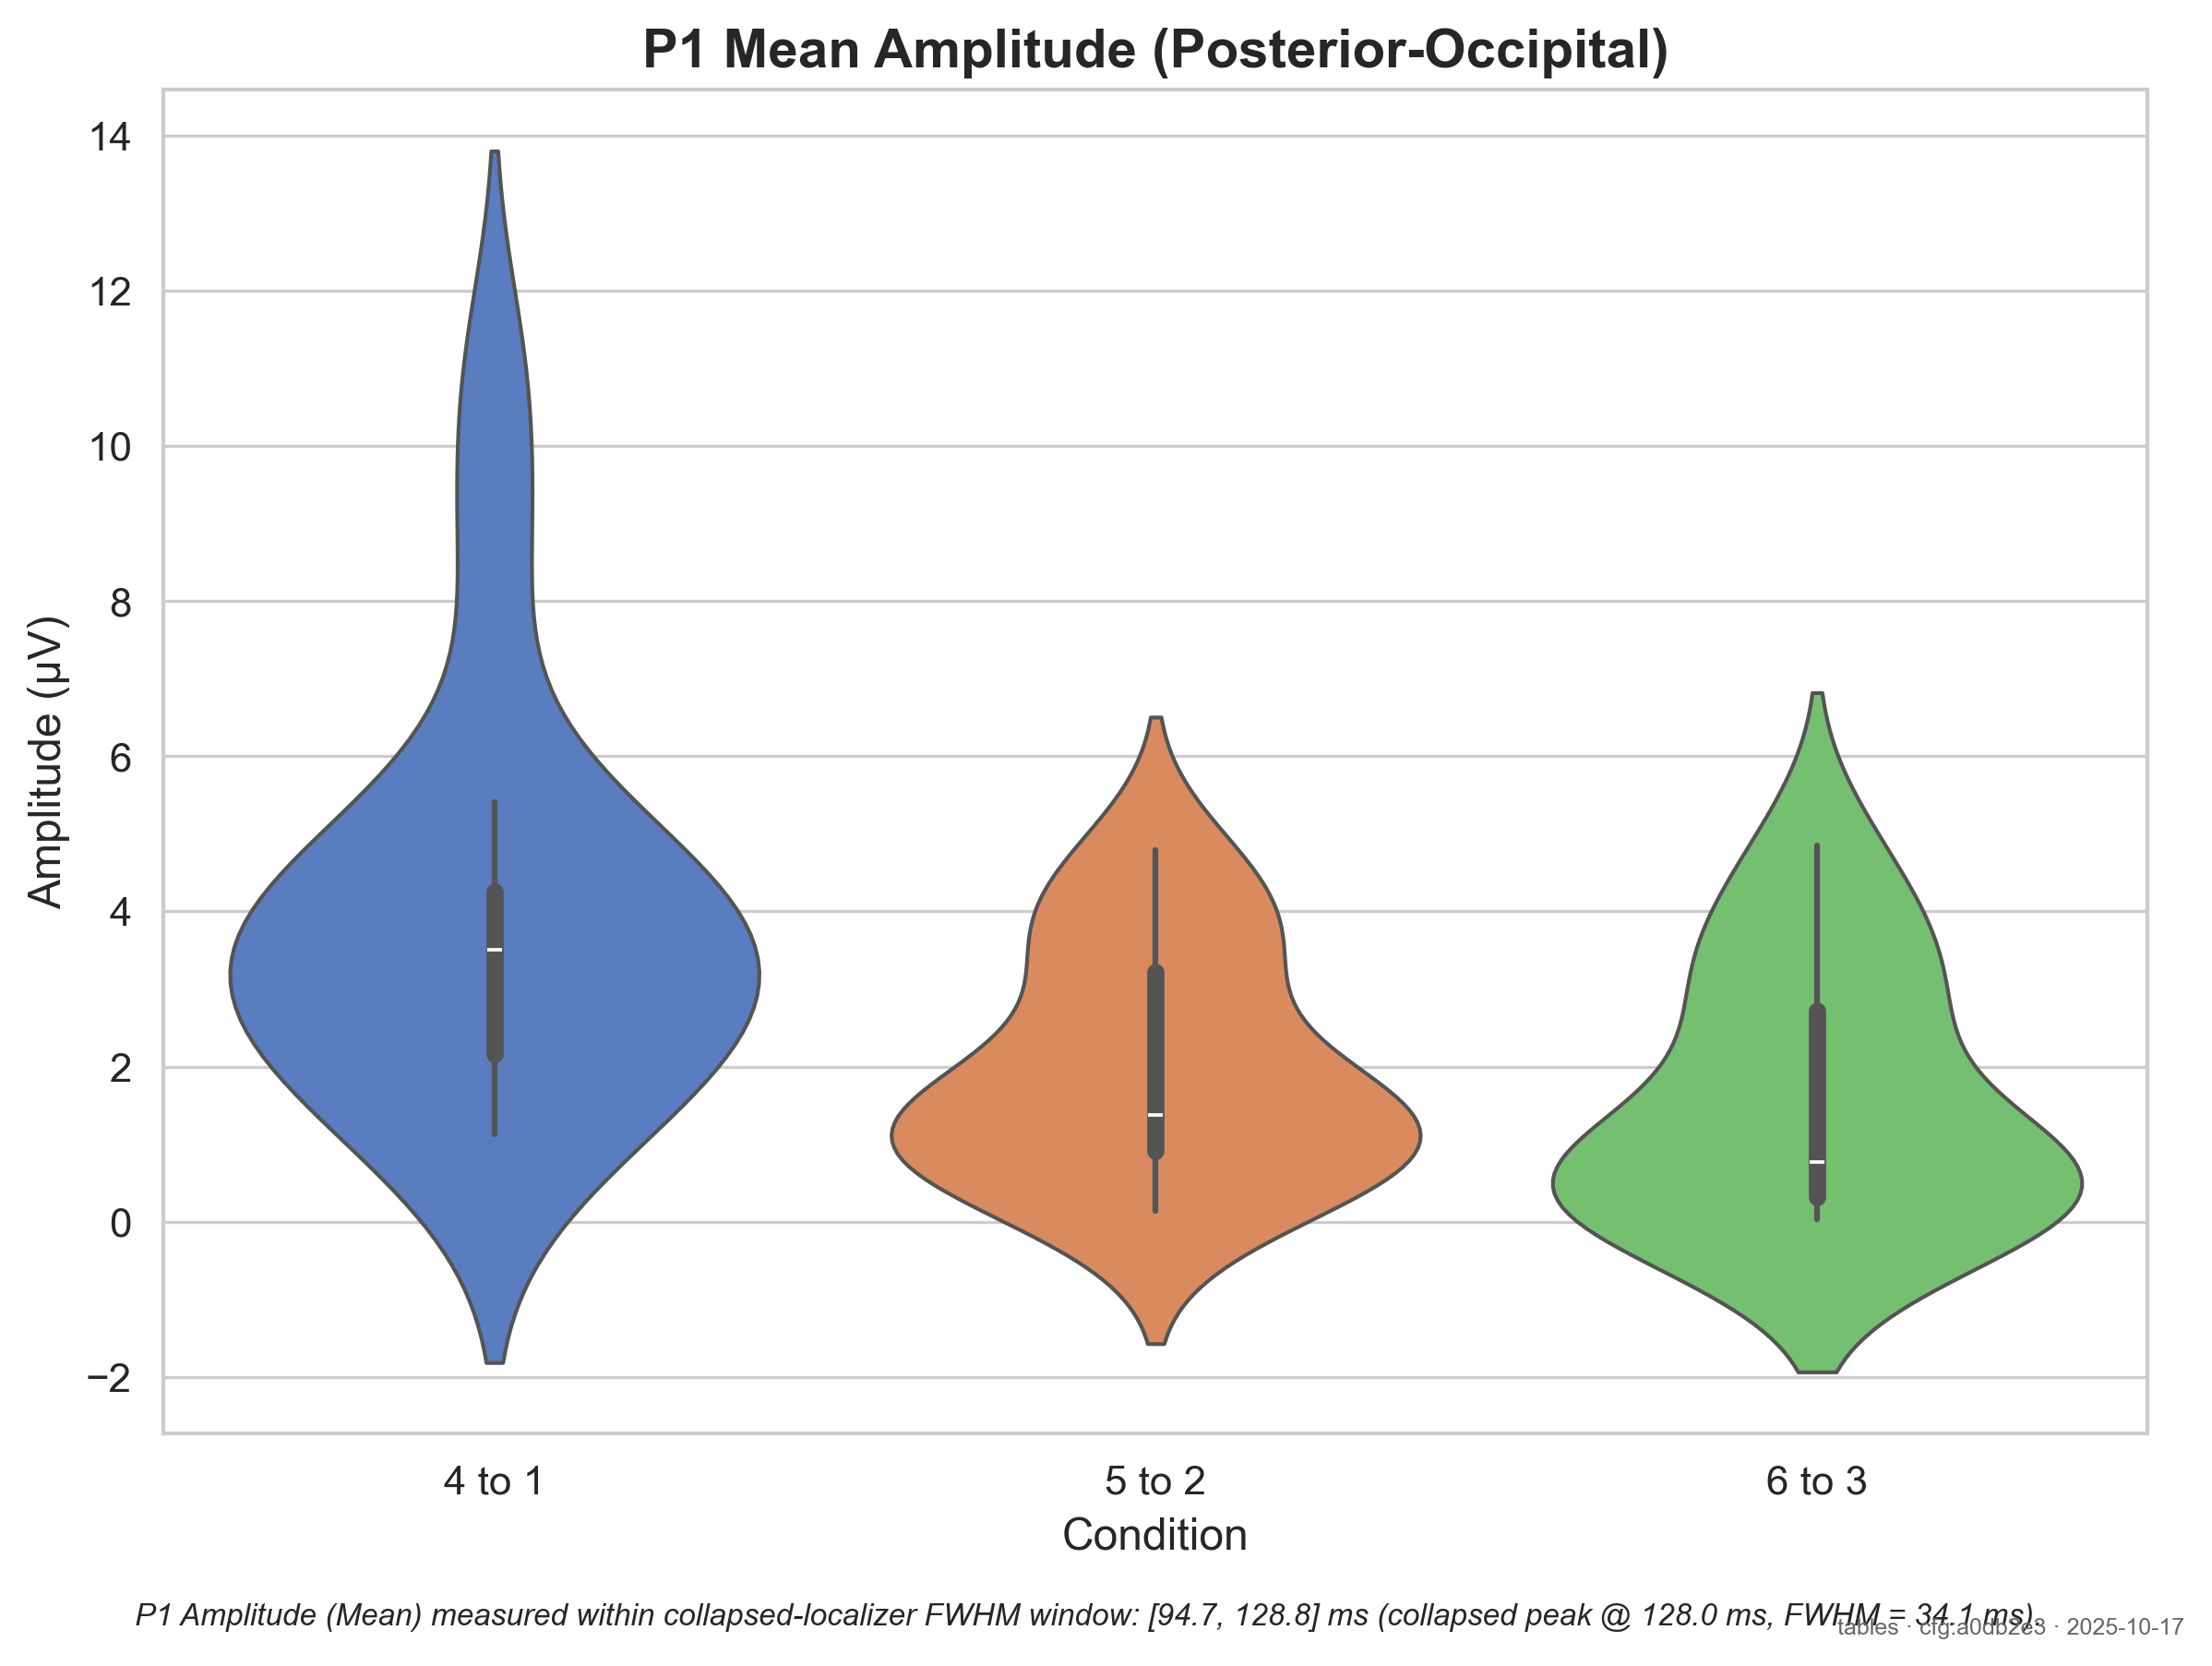 P1 Mean Amplitude (Posterior-Occipital)
14
12
10
8
6
4
2
0
−2
Amplitude (µV)
4 to 1
5 to 2
6 to 3
Condition
P1 Amplitude (Mean) measured within collapsed-localizer FWHM window: [94.7, 128.8] ms (collapsed peak @ 128.0 ms, FWHM = 34.1 ms).
tables · cfg:a0db2e3 · 2025-10-17